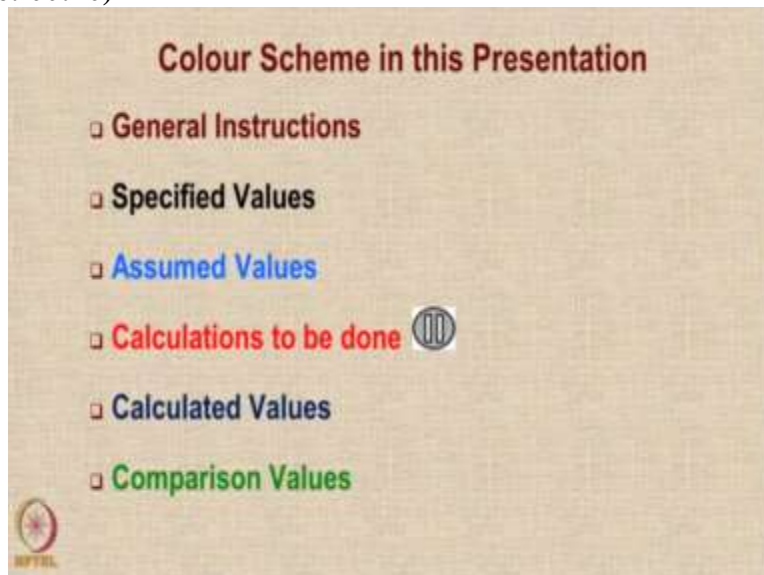 Colour Scheme in this Presentation
General Instructions
Specified Values
Assumed Values
Calculations to be done
Calculated Values
Comparison Values
NPTEL